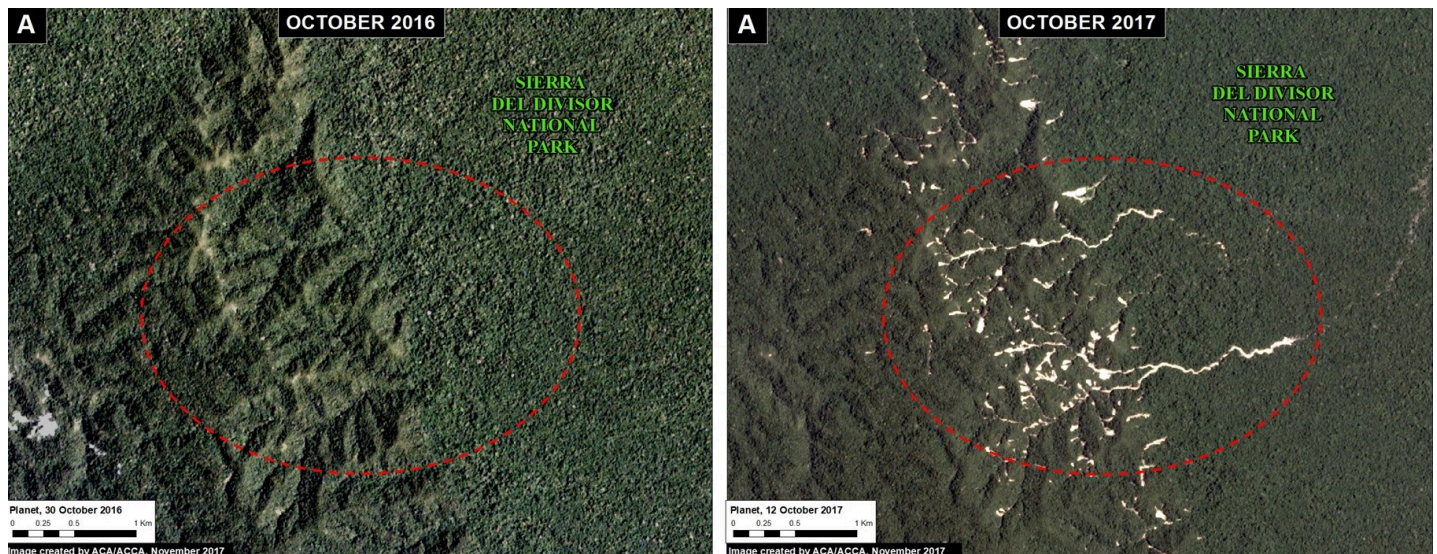 A
OCTOBER 2016
SIERRA
DEL DIVISOR
NATIONAL
PARK
Planet, 30 October 2016
0 0.25 0.5 1 Km
Image created by ACA/ACCA, November 2017
A
OCTOBER 2017
SIERRA
DEL DIVISOR
NATIONAL
PARK
Planet, 12 October 2017
0 0.25 0.5 1 Km
Image created by ACA/ACCA, November 2017